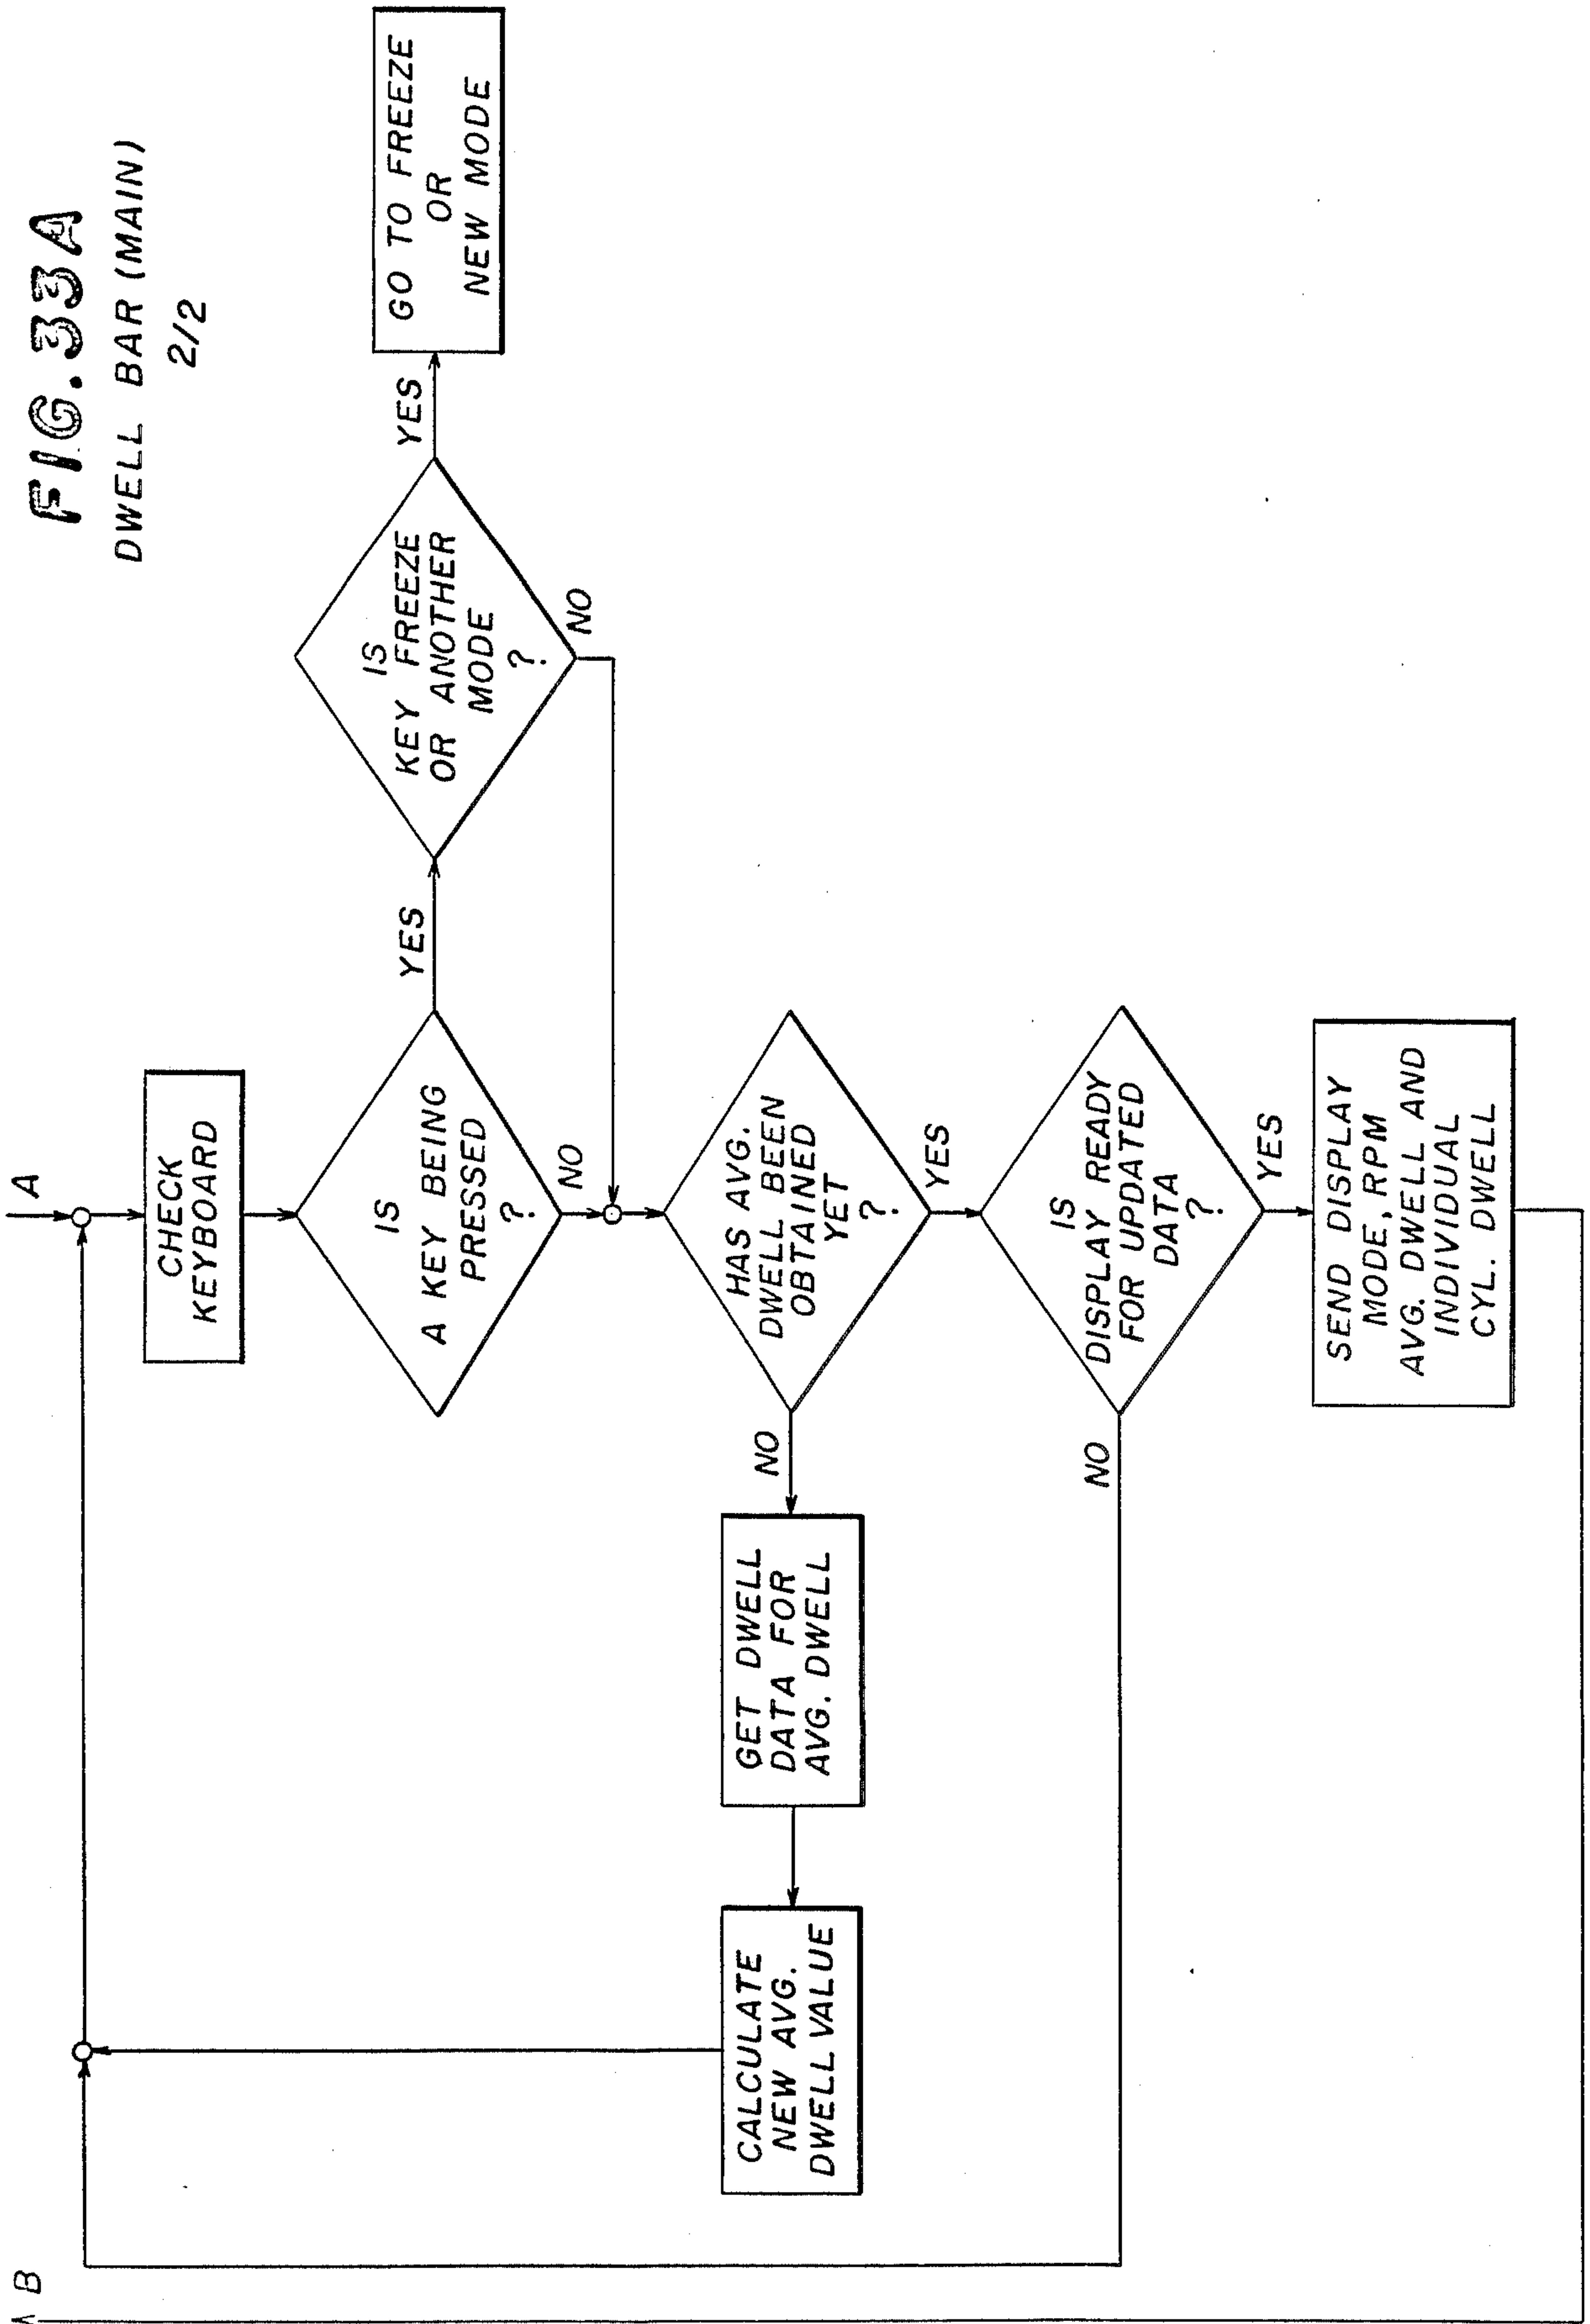 FIG. 33A
DWELL BAR (MAIN)
2/2
A
CHECK
KEYBOARD
IS
A KEY BEING
PRESSED
?
YES
IS
KEY FREEZE
OR ANOTHER
MODE
?
YES
GO TO FREEZE
OR
NEW MODE
NO
NO
HAS AVG.
DWELL BEEN
OBTAINED
YET
?
NO
GET DWELL
DATA FOR
AVG. DWELL
CALCULATE
NEW AVG.
DWELL VALUE
YES
IS
DISPLAY READY
FOR UPDATED
DATA
?
NO
YES
SEND DISPLAY
MODE, RPM
AVG. DWELL AND
INDIVIDUAL
CYL. DWELL
B